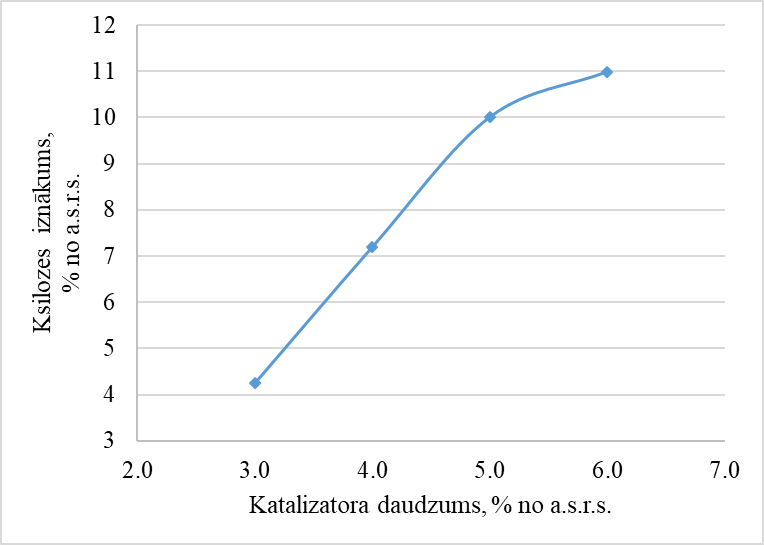 12
11
10
9
8
7
6
5
4
3
Ksilozes iznākums,
% no a.s.r.s.
2.0 3.0 4.0 5.0 6.0 7.0
Katalizatora daudzums, % no a.s.r.s.